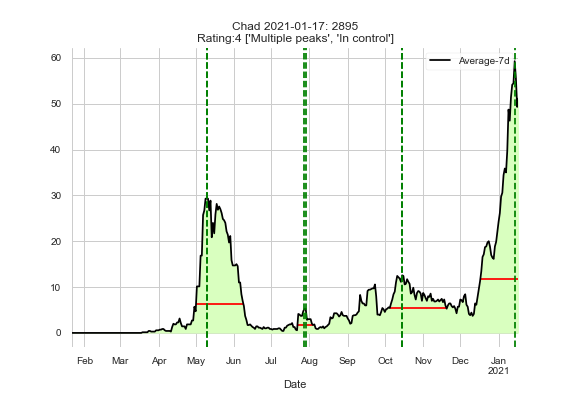 Chad 2021-01-17: 2895
Rating:4 ['Multiple peaks', 'In control']
Average-7d
60
50
40
30
20
10
0
Feb Mar Apr May Jun Jul Aug Sep Oct Nov Dec Jan
2021
Date